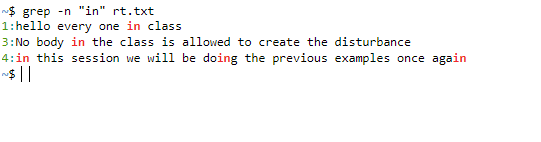 ~$ grep -n "in" rt.txt
1:hello every one in class
3:No body in the class is allowed to create the disturbance
4:in this session we will be doing the previous examples once again
~$